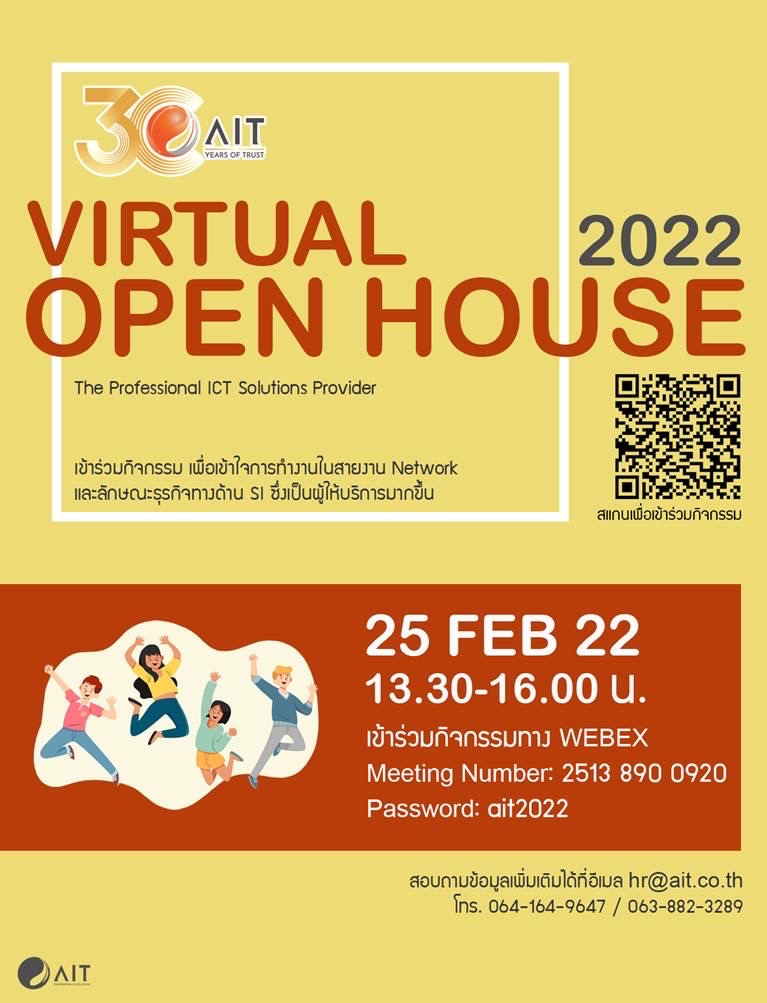 30 AIT
YEARS OF TRUST
VIRTUAL 2022
OPEN HOUSE
The Professional ICT Solutions Provider
เข้าร่วมกิจกรรม เพื่อเข้าใจการทำงานในสายงาน Network
และลักษณะธุรกิจทางด้าน SI ซึ่งเป็นผู้ให้บริการมากขึ้น
สแกนเพื่อเข้าร่วมกิจกรรม
25 FEB 22
13.30-16.00 น.
เข้าร่วมกิจกรรมทาง WEBEX
Meeting Number: 2513 890 0920
Password: ait2022
สอบถามข้อมูลเพิ่มเติมได้ที่อีเมล hr@ait.co.th
โทร. 064-164-9647 / 063-882-3289
AIT